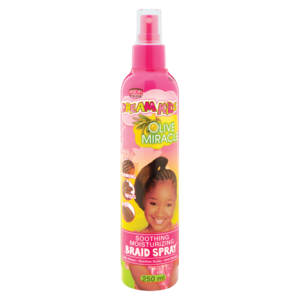 DREAM KIDS
OLIVE
MIRACLE
SOOTHING
MOISTURIZING
BRAID SPRAY
250 ml